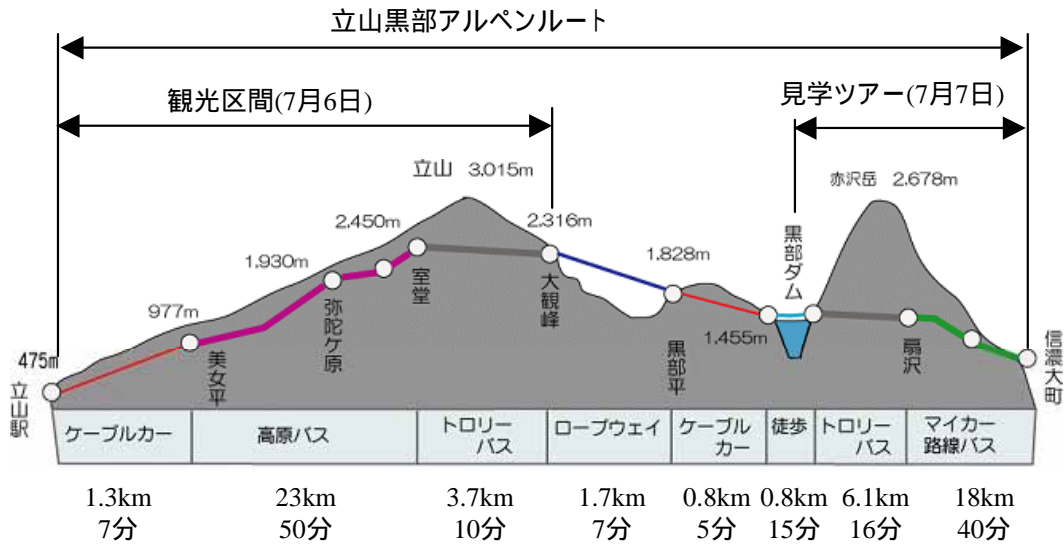 立山黒部アルペンルート
観光区間(7月6日)
見学ツアー(7月7日)
立山 3.015m
赤沢岳 2.678m
2.450m
2.316m
1.930m
1.828m
977m
1.455m
475m
立山駅
美女平
弥陀ケ原
室堂
大観峰
黒部平
黒部ダム
扇沢
信濃大町
ケーブルカー
高原バス
トロリー
バス
ロープウェイ
ケーブル
カー
徒歩
トロリー
バス
マイカー
路線バス
1.3km
7分
23km
50分
3.7km
10分
1.7km
7分
0.8km
5分
0.8km
15分
6.1km
16分
18km
40分